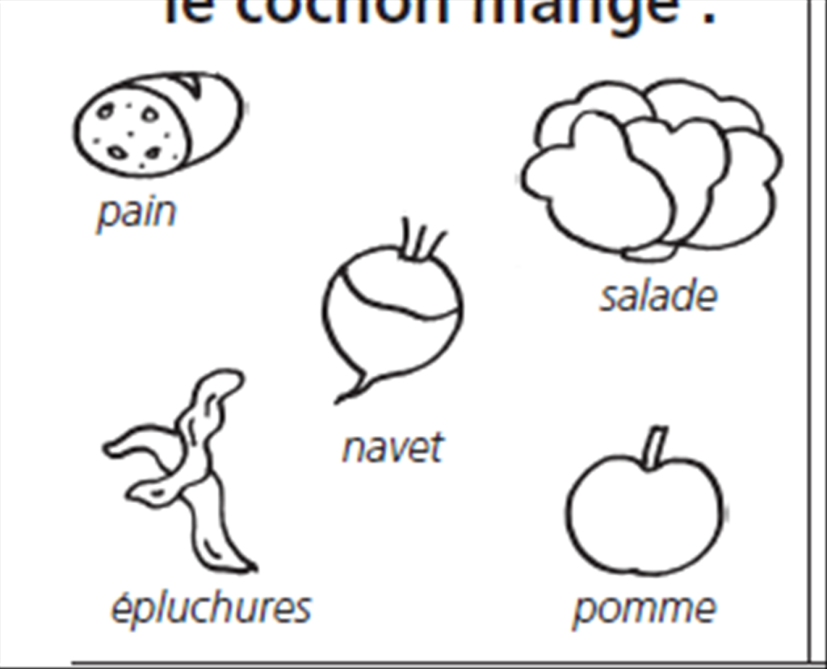 le cochon mange :
pain
salade
navet
épluchures
pomme